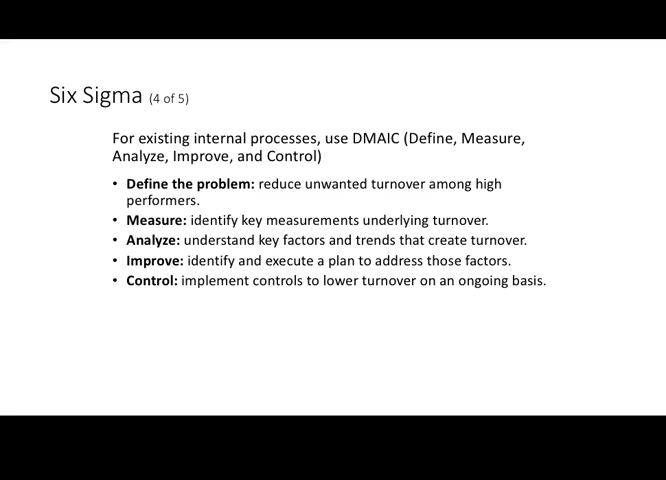 Six Sigma (4 of 5)
For existing internal processes, use DMAIC (Define, Measure,
Analyze, Improve, and Control)
• Define the problem: reduce unwanted turnover among high
performers.
• Measure: identify key measurements underlying turnover.
• Analyze: understand key factors and trends that create turnover.
• Improve: identify and execute a plan to address those factors.
• Control: implement controls to lower turnover on an ongoing basis.